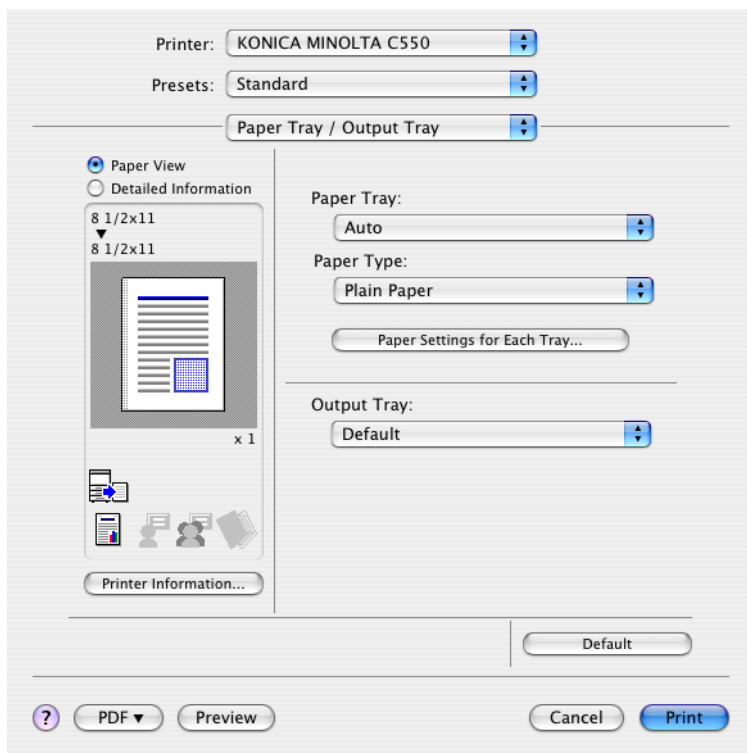 Printer: KONICA MINOLTA C550
Presets: Standard
Paper Tray / Output Tray
Paper View
Detailed Information
8 1/2x11
▼
8 1/2x11
x 1
Printer Information...
Paper Tray:
Auto
Paper Type:
Plain Paper
Paper Settings for Each Tray...
Output Tray:
Default
Default
? PDF ▼ Preview Cancel Print